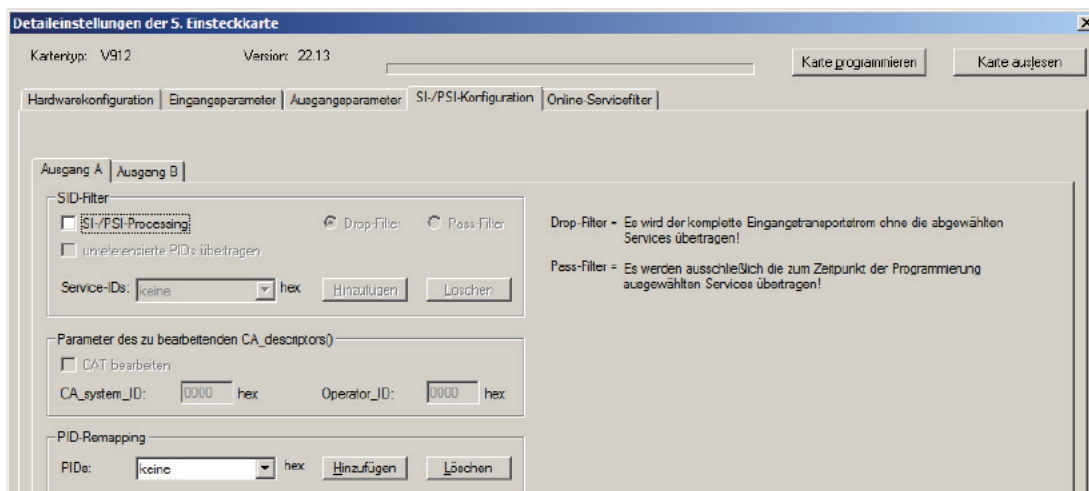 Detaileinstellungen der 5. Einsteckkarte
Kartentyp: V912 Version: 22.13 Karte programmieren Karte auslesen
Hardwarekonfiguration Eingangsparameter Ausgangsparameter SI-/PSI-Konfiguration Online-Servicefilter
Ausgang A Ausgang B
SID-Filter
SI-/PSI-Processing Drop-Filter Pass-Filter
unreferenzierte PIDs übertragen
Service-IDs: keine hex Hinzufügen Löschen
Drop-Filter = Es wird der komplette Eingangstransportstrom ohne die abgewählten
Services übertragen!
Pass-Filter = Es werden ausschließlich die zum Zeitpunkt der Programmierung
ausgewählten Services übertragen!
Parameter des zu bearbeitenden CA_descriptors()
CAT bearbeiten
CA_system_ID: 0000 hex Operator_ID: 0000 hex
PID-Remapping
PIDs: keine hex Hinzufügen Löschen